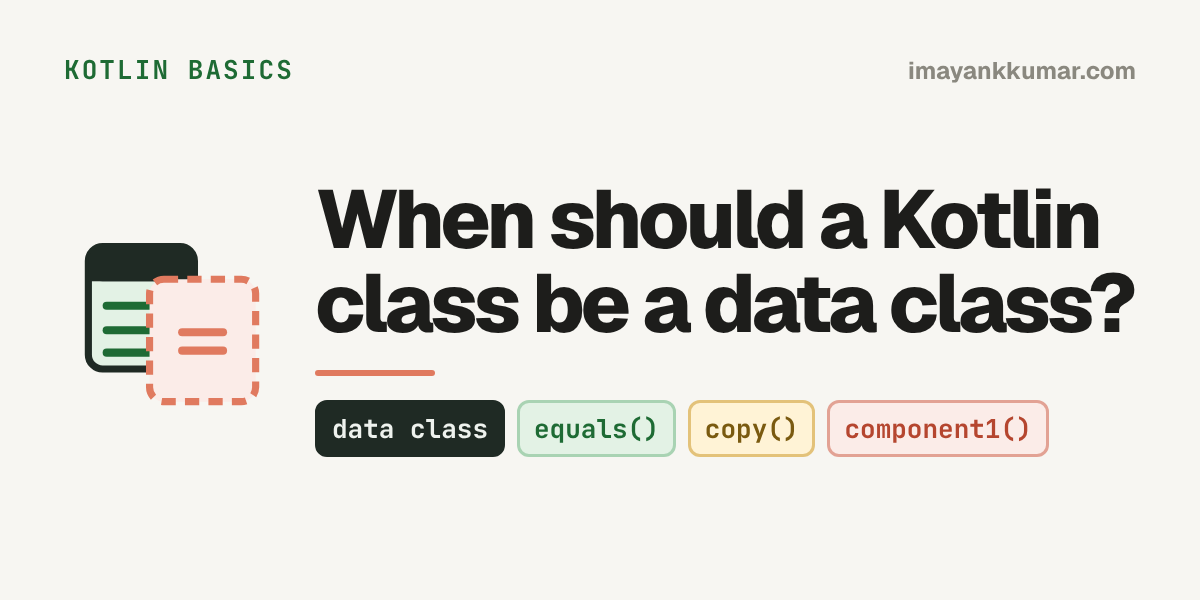 KOTLIN BASICS
imayankkumar.com
When should a Kotlin
class be a data class?
data class
equals()
copy()
component1()